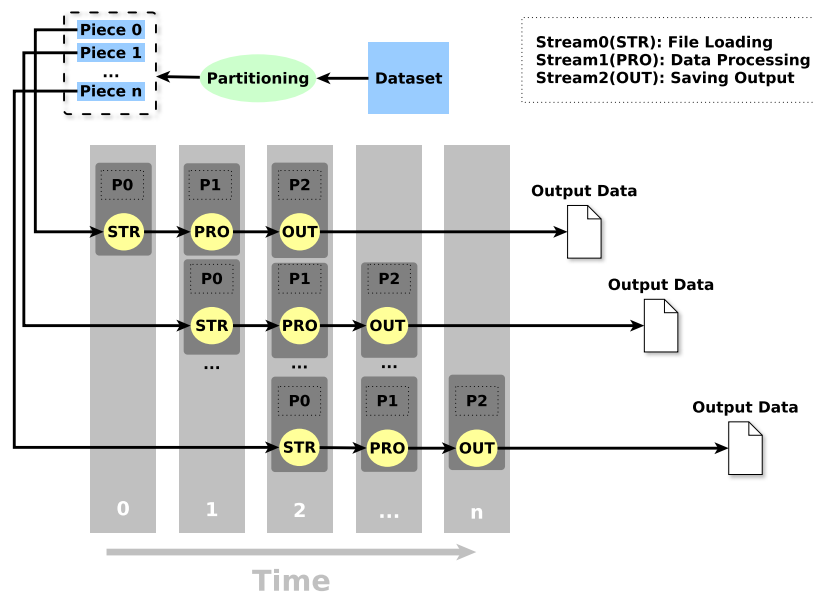 Piece 0
Piece 1
...
Piece n
Partitioning
Dataset
Stream0(STR): File Loading
Stream1(PRO): Data Processing
Stream2(OUT): Saving Output
P0
P1
P2
STR
PRO
OUT
Output Data
P0
P1
P2
STR
PRO
OUT
Output Data
...
...
...
P0
P1
P2
STR
PRO
OUT
Output Data
0
1
2
...
n
Time